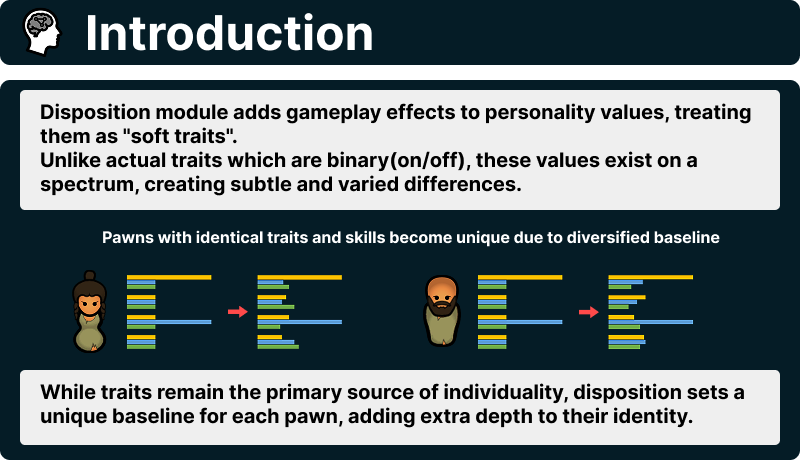 Introduction
Disposition module adds gameplay effects to personality values, treating
them as "soft traits".
Unlike actual traits which are binary(on/off), these values exist on a
spectrum, creating subtle and varied differences.
Pawns with identical traits and skills become unique due to diversified baseline
While traits remain the primary source of individuality, disposition sets a
unique baseline for each pawn, adding extra depth to their identity.